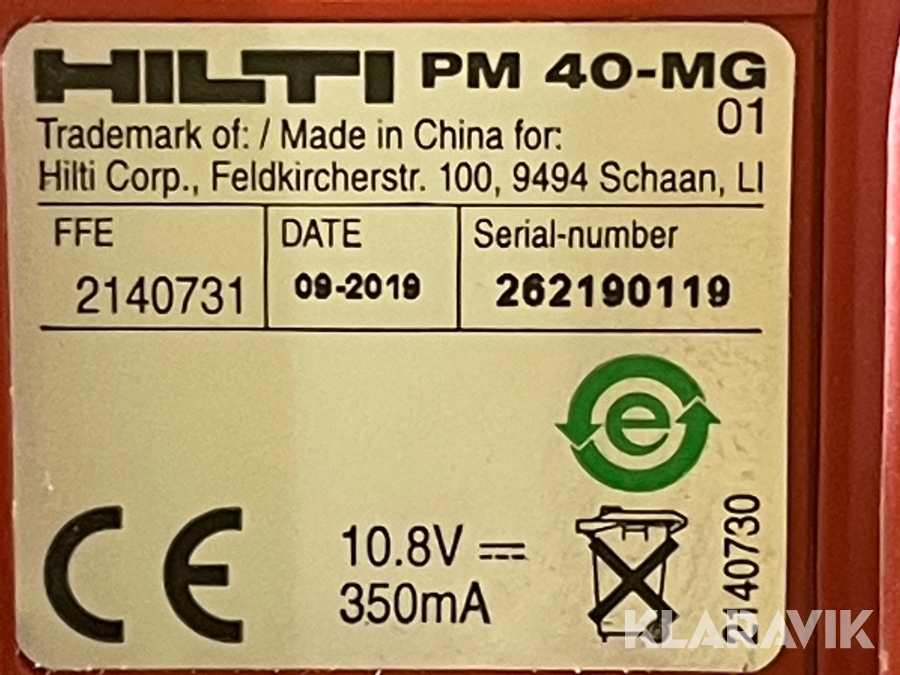 HILTI PM 40-MG
01
Trademark of: / Made in China for:
Hilti Corp., Feldkircherstr. 100, 9494 Schaan, LI
FFE DATE Serial-number
2140731 09-2019 262190119
e
CE 10.8V
350mA
2140730
KLARAVIK